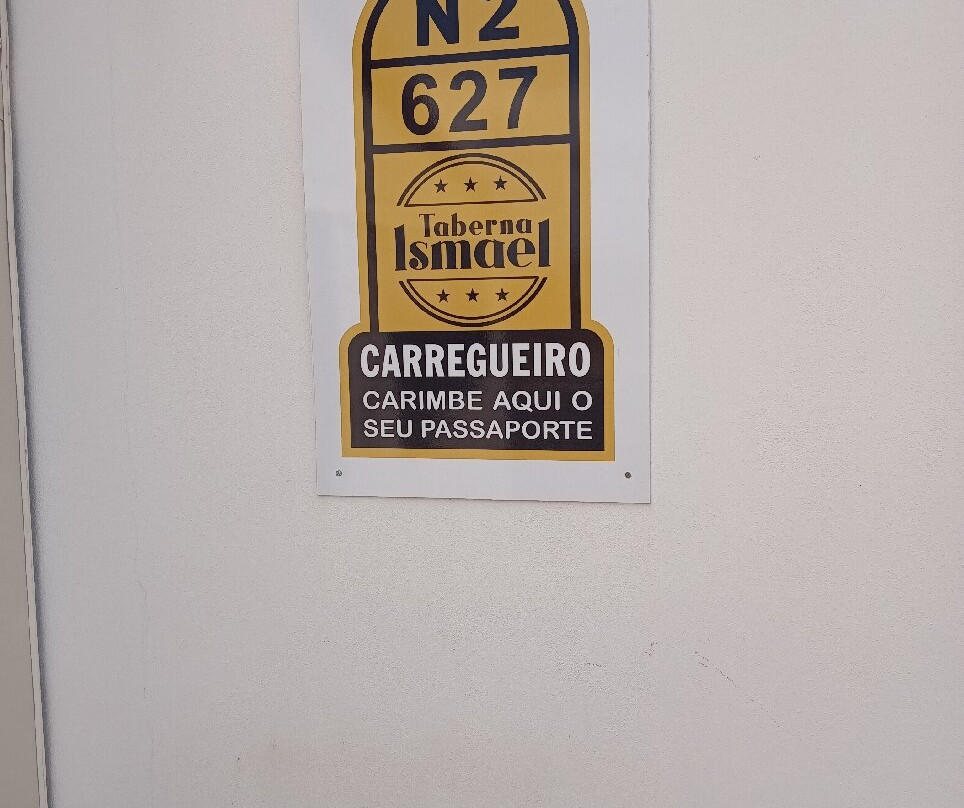 N2
627
Taberna
Ismael
CARREGUEIRO
CARIMBE AQUI O
SEU PASSAPORTE